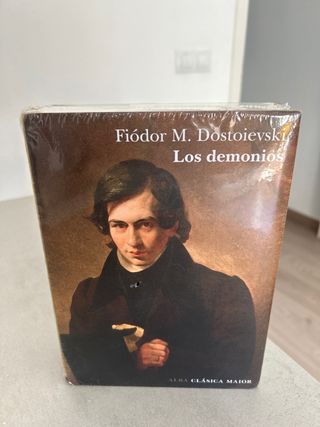 Fiódor M. Dostoievski
Los demonios
ALBA CLÁSICA MAIOR